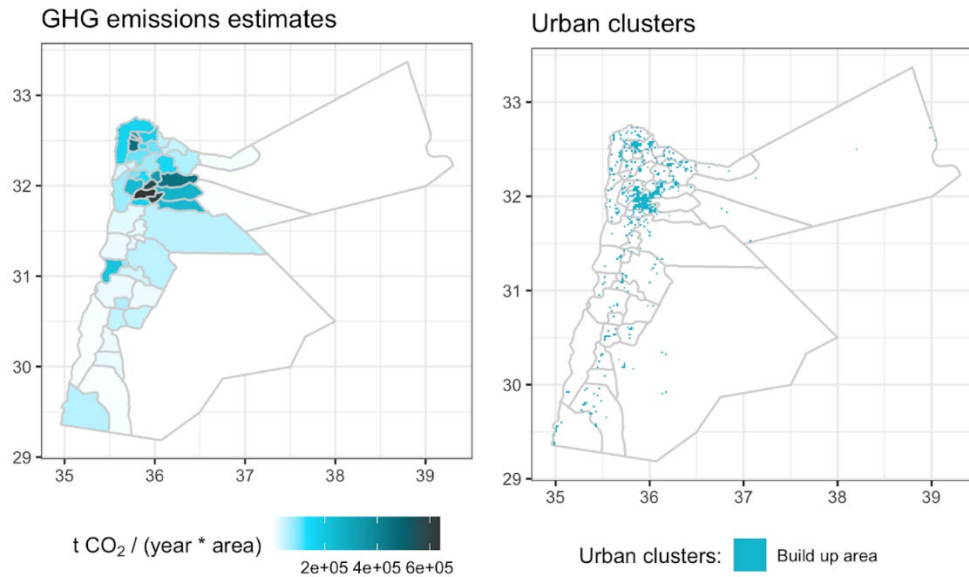 GHG emissions estimates
33
32
31
30
29
35 36 37 38 39
t CO₂ / (year * area)
2e+05 4e+05 6e+05
Urban clusters
33
32
31
30
29
35 36 37 38 39
Urban clusters: Build up area